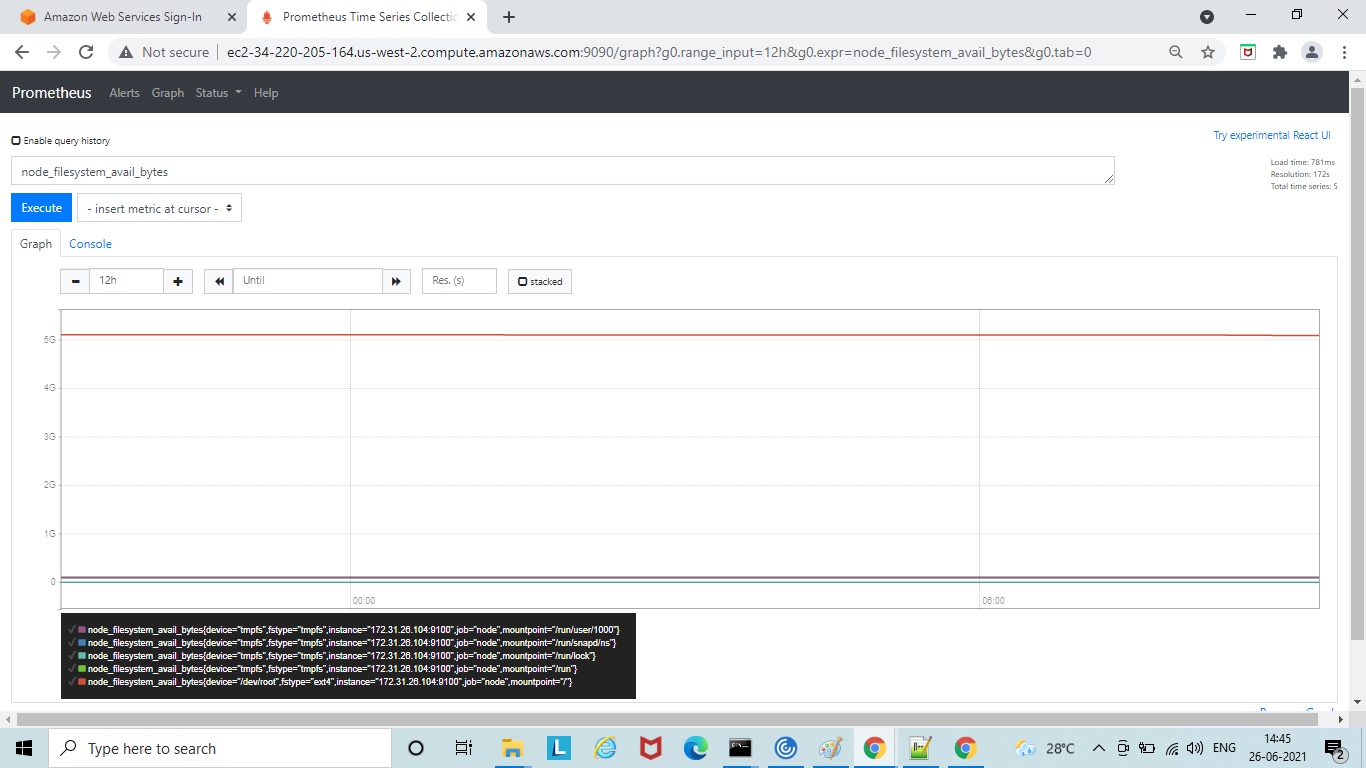 Amazon Web Services Sign-In
Prometheus Time Series Collectic
Not secure
ec2-34-220-205-164.us-west-2.compute.amazonaws.com:9090/graph?g0.range_input=12h&g0.expr=node_filesystem_avail_bytes&g0.tab=0
Prometheus Alerts Graph Status Help
Enable query history
Try experimental React UI
node_filesystem_avail_bytes
Load time: 781ms
Resolution: 172s
Total time series: 5
Execute - insert metric at cursor -
Graph Console
12h Until Res. (s) stacked
5G
4G
3G
2G
1G
0
00:00 06:00
node_filesystem_avail_bytes{device="tmpfs",fstype="tmpfs",instance="172.31.26.104:9100",job="node",mountpoint="/run/user/1000"}
node_filesystem_avail_bytes{device="tmpfs",fstype="tmpfs",instance="172.31.26.104:9100",job="node",mountpoint="/run/snapd/ns"}
node_filesystem_avail_bytes{device="tmpfs",fstype="tmpfs",instance="172.31.26.104:9100",job="node",mountpoint="/run/lock"}
node_filesystem_avail_bytes{device="tmpfs",fstype="tmpfs",instance="172.31.26.104:9100",job="node",mountpoint="/run"}
node_filesystem_avail_bytes{device="/dev/root",fstype="ext4",instance="172.31.26.104:9100",job="node",mountpoint="/"}
Type here to search
L
28°C
ENG
14:45
26-06-2021
2